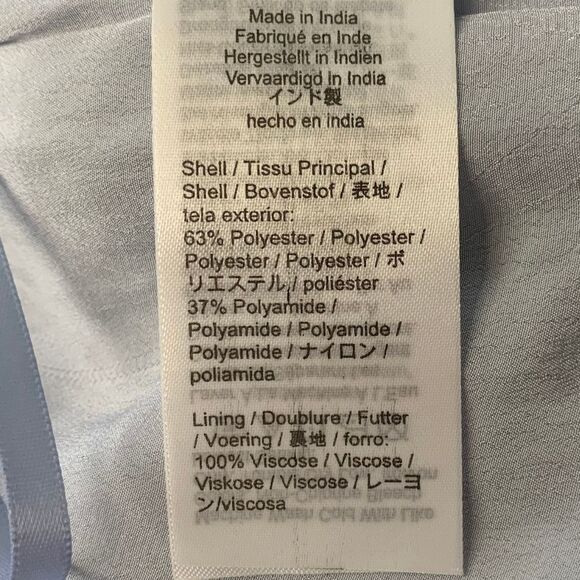 Made in India
Fabriqué en Inde
Hergestellt in Indien
Vervaardigd in India
インド製
hecho en india
Shell / Tissu Principal /
Shell / Bovenstof / 表地 /
tela exterior:
63% Polyester / Polyester /
Polyester / Polyester / ポ
リエステル / poliéster
37% Polyamide /
Polyamide / Polyamide /
Polyamide / ナイロン /
poliamida
Lining / Doublure / Futter
/ Voering / 裏地 / forro:
100% Viscose / Viscose /
Viskose / Viscose / レーヨ
ン/viscosa